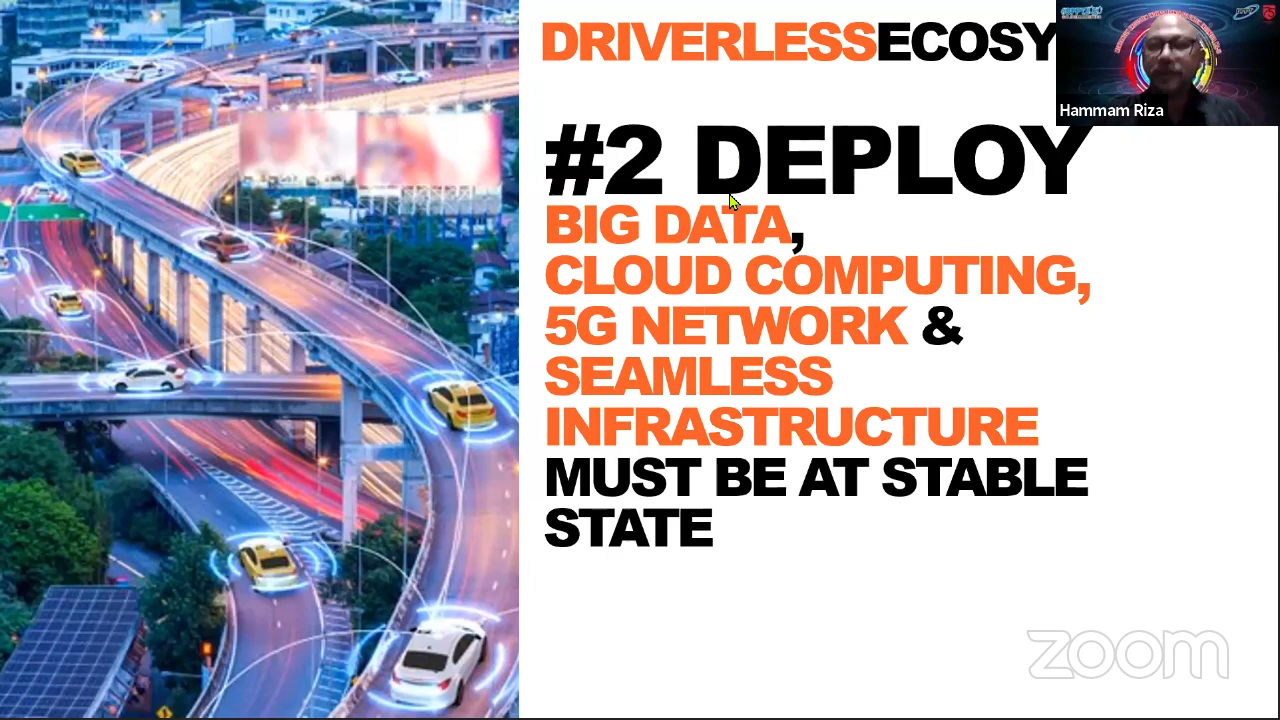 DRIVERLESSECOSY
Hammam Riza
#2 DEPLOY
BIG DATA,
CLOUD COMPUTING,
5G NETWORK &
SEAMLESS
INFRASTRUCTURE
MUST BE AT STABLE
STATE
zoom